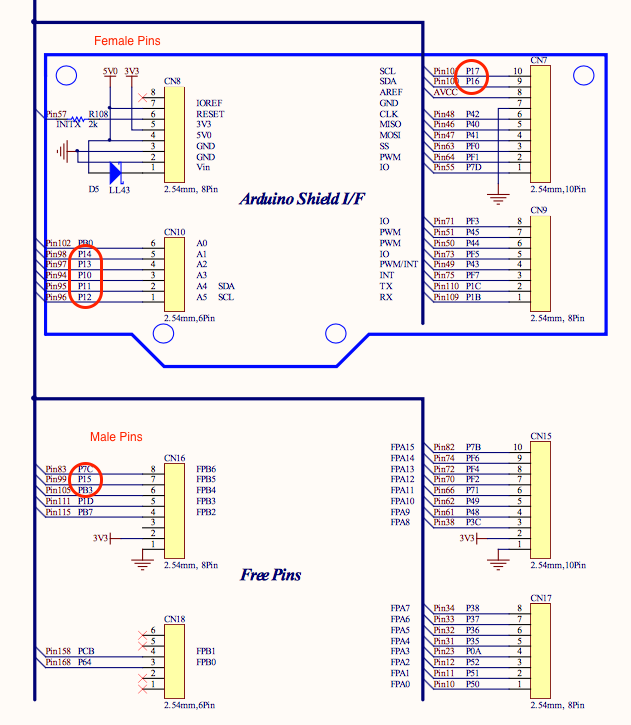 Female Pins
5V0 3V3 CN8
8
7 IOREF
Pin57 INITX R108 2k 6 RESET
5 3V3
4 5V0
3 GND
2 GND
1 Vin
D5 LL43 2.54mm, 8Pin
CN7
SCL Pin10 P17 10
SDA P16 9
AREF AVCC 8
GND 7
CLK Pin48 P42 6
MISO Pin46 P40 5
MOSI Pin47 P41 4
SS Pin63 PF0 3
PWM Pin64 PF1 2
IO Pin55 P7D 1
2.54mm,10Pin
Arduino Shield I/F
CN10
Pin102 PB0 6 A0
Pin98 P14 5 A1
Pin97 P13 4 A2
Pin94 P10 3 A3
Pin95 P11 2 A4 SDA
Pin96 P12 1 A5 SCL
2.54mm,6Pin
CN9
IO Pin71 PF3 8
PWM Pin51 P45 7
PWM Pin50 P44 6
IO Pin73 PF5 5
PWM/INT Pin49 P43 4
INT Pin75 PF7 3
TX Pin110 P1C 2
RX Pin109 P1B 1
2.54mm, 8Pin
Male Pins
CN16
Pin83 P7C 8 FPB6
Pin99 P15 7 FPB5
Pin105 PB3 6 FPB4
Pin111 P1D 5 FPB3
Pin115 PB7 4 FPB2
3
3V3 2
1
2.54mm, 8Pin
CN15
FPA15 Pin82 P7B 10
FPA14 Pin74 PF6 9
FPA13 Pin72 PF4 8
FPA12 Pin70 PF2 7
FPA11 Pin66 P71 6
FPA10 Pin62 P49 5
FPA9 Pin61 P48 4
FPA8 Pin38 P3C 3
3V3 2
1
2.54mm,10Pin
Free Pins
CN18
6
5
Pin158 PCB 4 FPB1
Pin168 P64 3 FPB0
2
1
2.54mm,6Pin
CN17
FPA7 Pin34 P38 8
FPA6 Pin33 P37 7
FPA5 Pin32 P36 6
FPA4 Pin31 P35 5
FPA3 Pin23 P0A 4
FPA2 Pin12 P52 3
FPA1 Pin11 P51 2
FPA0 Pin10 P50 1
2.54mm, 8Pin